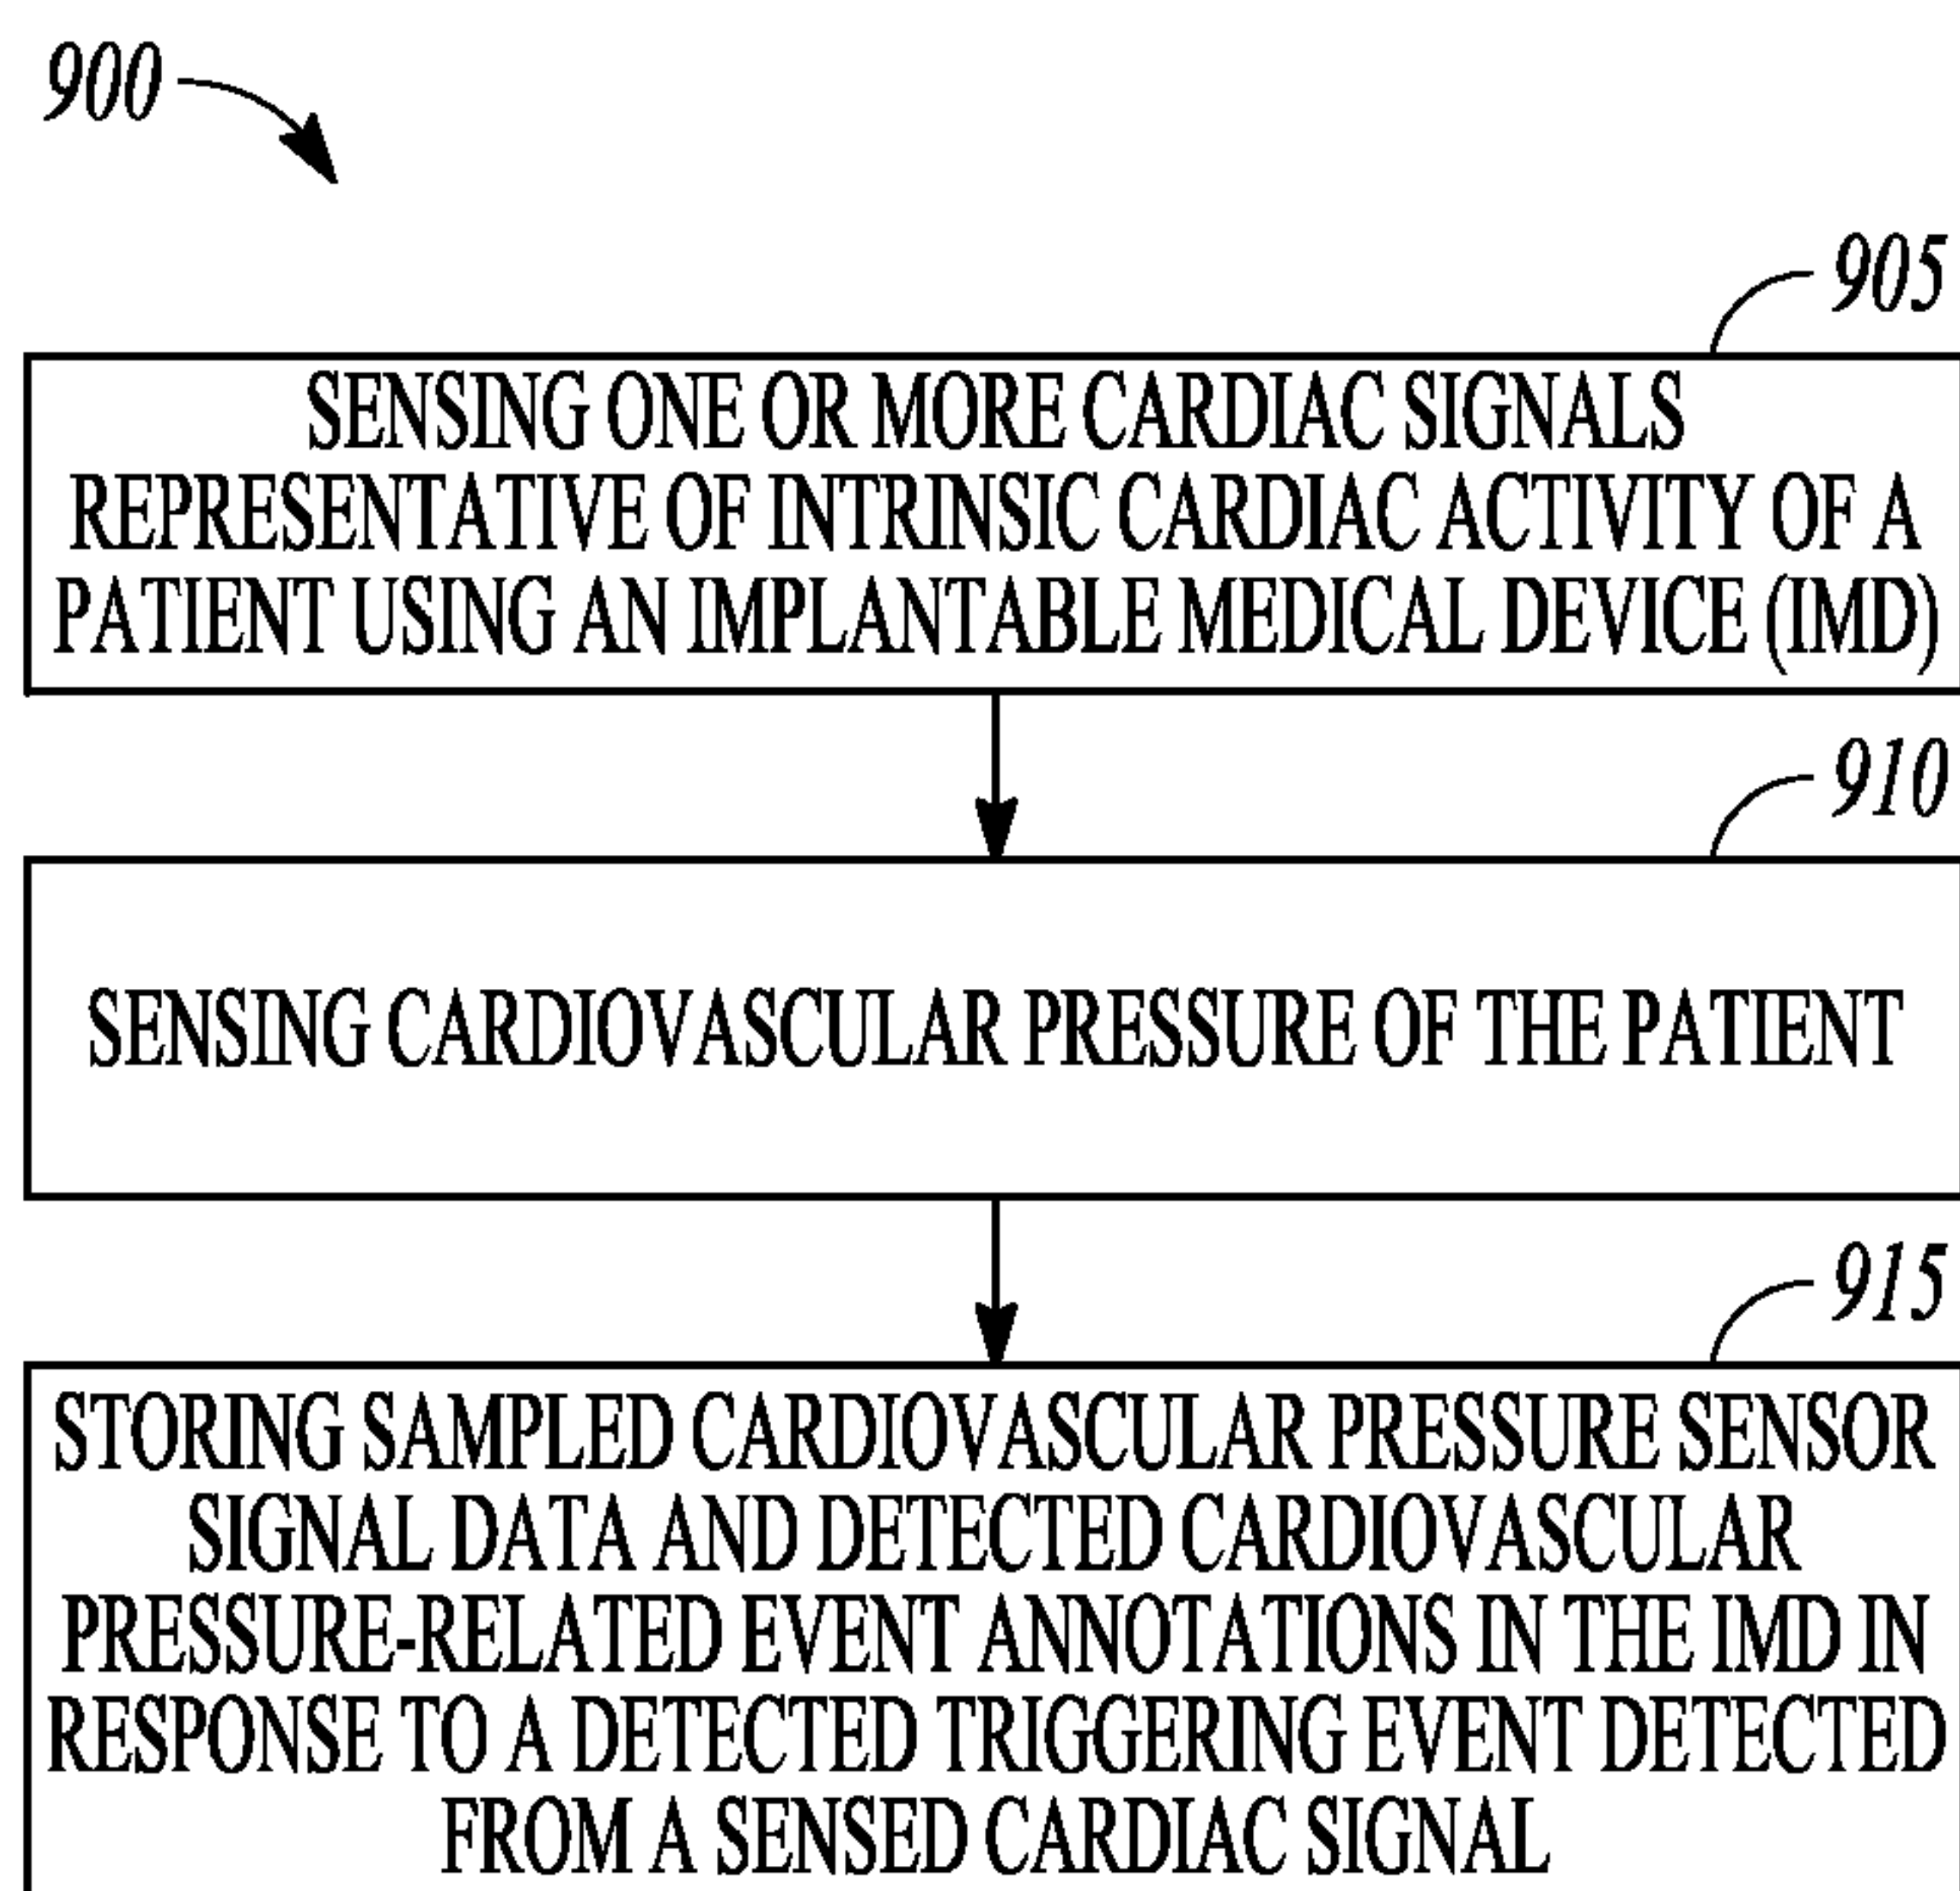 900
905
SENSING ONE OR MORE CARDIAC SIGNALS
REPRESENTATIVE OF INTRINSIC CARDIAC ACTIVITY OF A
PATIENT USING AN IMPLANTABLE MEDICAL DEVICE (IMD)
910
SENSING CARDIOVASCULAR PRESSURE OF THE PATIENT
915
STORING SAMPLED CARDIOVASCULAR PRESSURE SENSOR
SIGNAL DATA AND DETECTED CARDIOVASCULAR
PRESSURE-RELATED EVENT ANNOTATIONS IN THE IMD IN
RESPONSE TO A DETECTED TRIGGERING EVENT DETECTED
FROM A SENSED CARDIAC SIGNAL